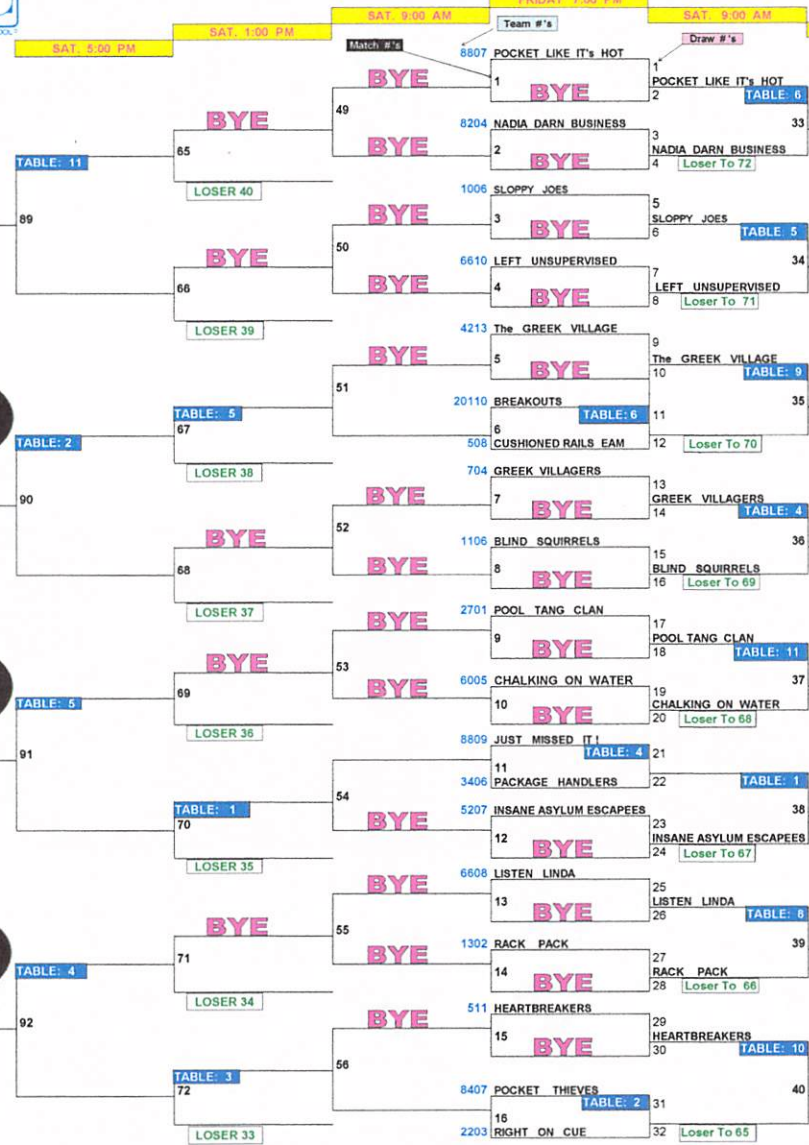 FRIDAY 7:00 PM
SAT. 9:00 AM
SAT. 9:00 AM
SAT. 1:00 PM
SAT. 5:00 PM
Team #'s
Match #'s
Draw #'s
8807 POCKET LIKE IT's HOT
1
BYE
1
POCKET LIKE IT's HOT
2
TABLE: 6
BYE
49
33
BYE
8204 NADIA DARN BUSINESS
2
BYE
3
NADIA DARN BUSINESS
4
Loser To 72
BYE
65
TABLE: 11
LOSER 40
89
1006 SLOPPY JOES
3
BYE
5
SLOPPY JOES
6
TABLE: 5
BYE
50
34
BYE
6610 LEFT UNSUPERVISED
4
BYE
7
LEFT UNSUPERVISED
8
Loser To 71
BYE
66
LOSER 39
4213 The GREEK VILLAGE
5
BYE
9
The GREEK VILLAGE
10
TABLE: 9
BYE
51
35
20110 BREAKOUTS
TABLE:6
11
6
508 CUSHIONED RAILS EAM
12
Loser To 70
TABLE: 5
67
TABLE: 2
LOSER 38
90
704 GREEK VILLAGERS
7
BYE
13
GREEK VILLAGERS
14
TABLE: 4
BYE
52
36
BYE
1106 BLIND SQUIRRELS
8
BYE
15
BLIND SQUIRRELS
16
Loser To 69
BYE
68
LOSER 37
2701 POOL TANG CLAN
9
BYE
17
POOL TANG CLAN
18
TABLE: 11
BYE
53
37
BYE
6005 CHALKING ON WATER
10
BYE
19
CHALKING ON WATER
20
Loser To 68
BYE
69
TABLE: 5
LOSER 36
91
8809 JUST MISSED IT !
TABLE: 4
21
11
3406 PACKAGE HANDLERS
22
TABLE: 1
54
38
BYE
5207 INSANE ASYLUM ESCAPEES
12
BYE
23
INSANE ASYLUM ESCAPEES
24
Loser To 67
TABLE: 1
70
LOSER 35
6608 LISTEN LINDA
13
BYE
25
LISTEN LINDA
26
TABLE: 8
BYE
55
39
BYE
1302 RACK PACK
14
BYE
27
RACK PACK
28
Loser To 66
BYE
71
TABLE: 4
LOSER 34
92
511 HEARTBREAKERS
15
BYE
29
HEARTBREAKERS
30
TABLE: 10
BYE
56
40
8407 POCKET THIEVES
TABLE: 2
31
16
2203 RIGHT ON CUE
32
Loser To 65
TABLE: 3
72
LOSER 33